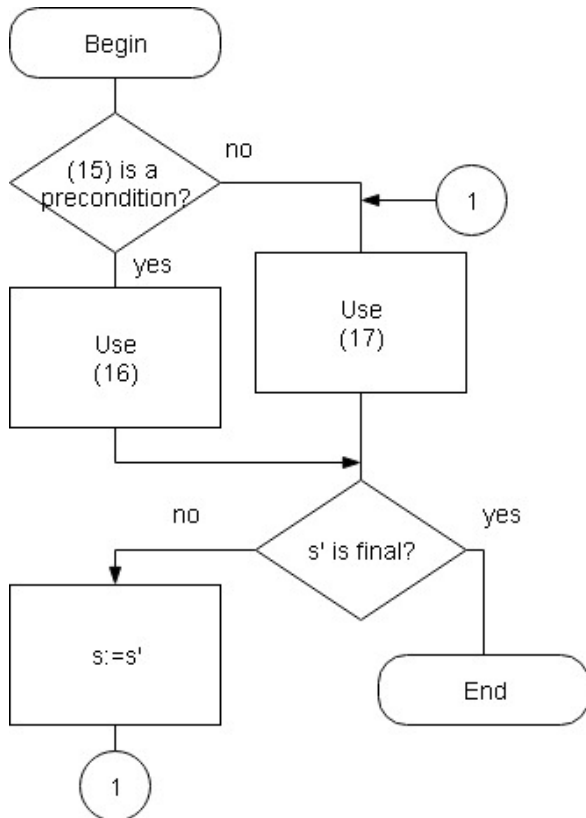 Begin
(15) is a
precondition?
no
1
yes
Use
(16)
Use
(17)
no
yes
s' is final?
s:=s'
End
1